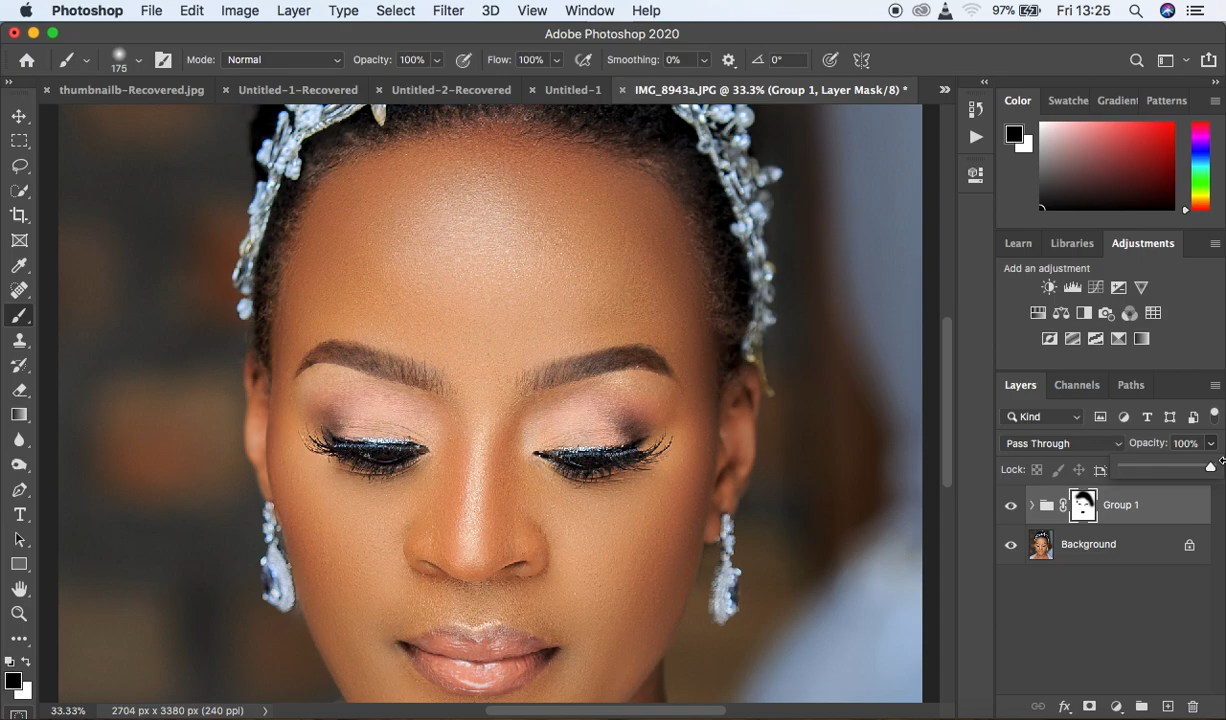 Photoshop File Edit Image Layer Type Select Filter 3D View Window Help 97% Fri 13:25
Adobe Photoshop 2020
175 Mode: Normal Opacity: 100% Flow: 100% Smoothing: 0% 0°
thumbnailb-Recovered.jpg Untitled-1-Recovered Untitled-2-Recovered Untitled-1 IMG_8943a.JPG @ 33.3% (Group 1, Layer Mask/8) *
Color Swatche Gradient Patterns
Learn Libraries Adjustments
Add an adjustment
Layers Channels Paths
Kind
Pass Through Opacity: 100%
Lock:
Group 1
Background
33.33% 2704 px x 3380 px (240 ppi)